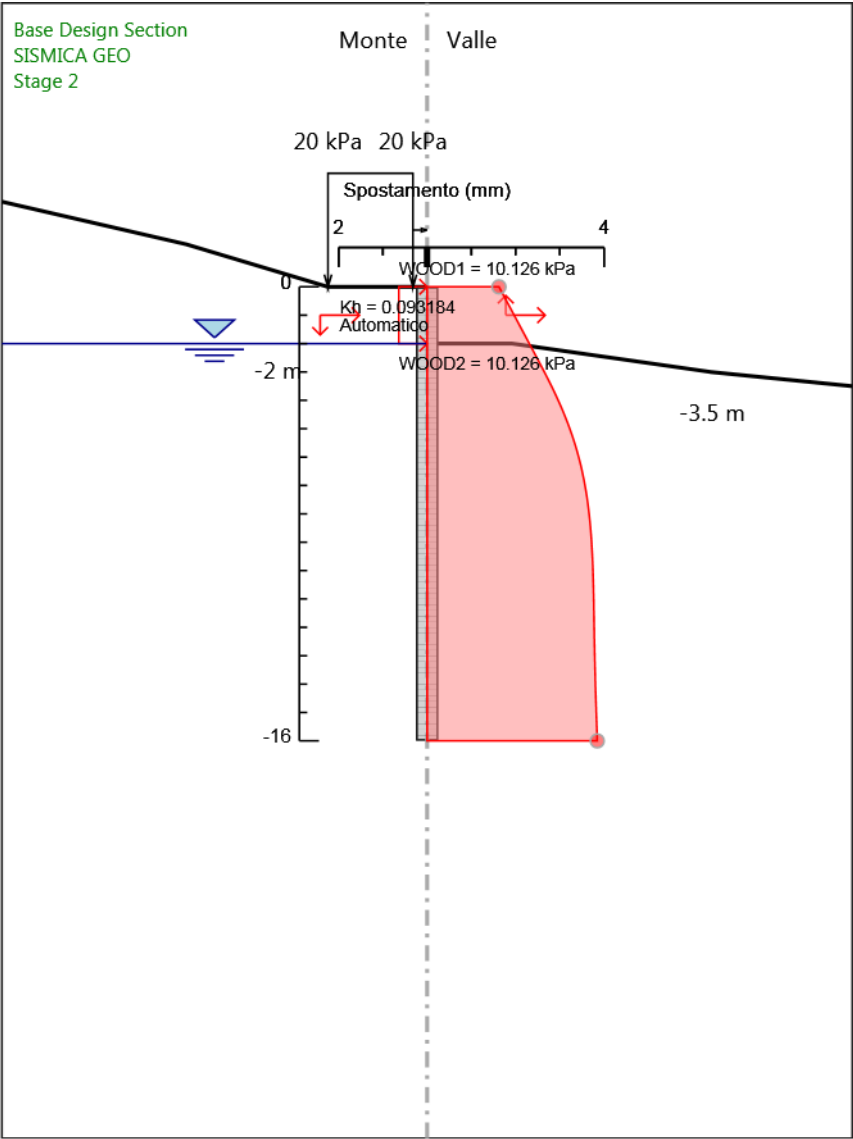 Base Design Section
SISMICA GEO
Stage 2
Monte
Valle
20 kPa
20 kPa
Spostamento (mm)
2
4
WOOD1 = 10.126 kPa
0
Kh = 0.093184
Automatico
WOOD2 = 10.126 kPa
-2 m
-3.5 m
-16